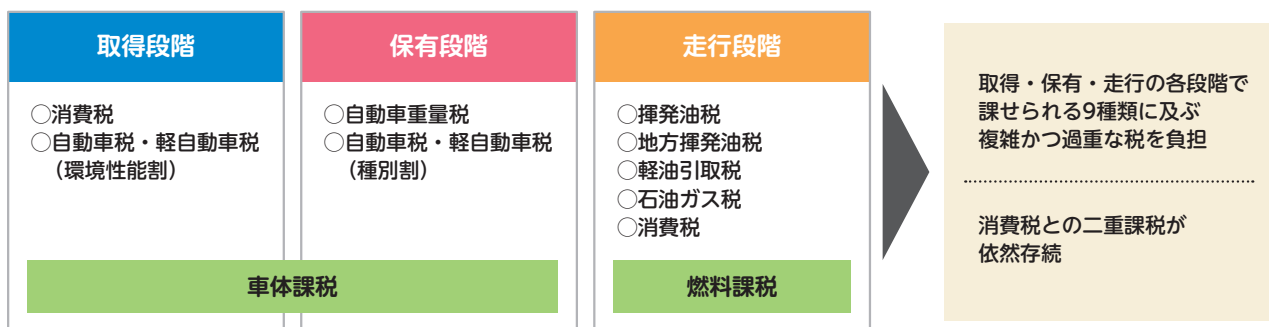 取得段階
○消費税
○自動車税・軽自動車税
（環境性能割）
保有段階
○自動車重量税
○自動車税・軽自動車税
（種別割）
車体課税
走行段階
○揮発油税
○地方揮発油税
○軽油引取税
○石油ガス税
○消費税
燃料課税
取得・保有・走行の各段階で
課せられる9種類に及ぶ
複雑かつ過重な税を負担
消費税との二重課税が
依然存続